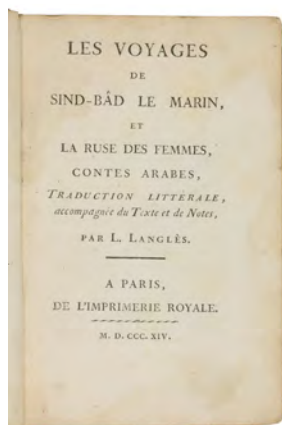 LES VOYAGES
DE
SIND-BÂD LE MARIN,
ET
LA RUSE DES FEMMES,
CONTES ARABES,
TRADUCTION LITTÉRALE,
accompagnée du Texte et de Notes,
PAR L. LANGLÈS.
A PARIS,
DE L'IMPRIMERIE ROYALE.
M. D. CCC. XIV.